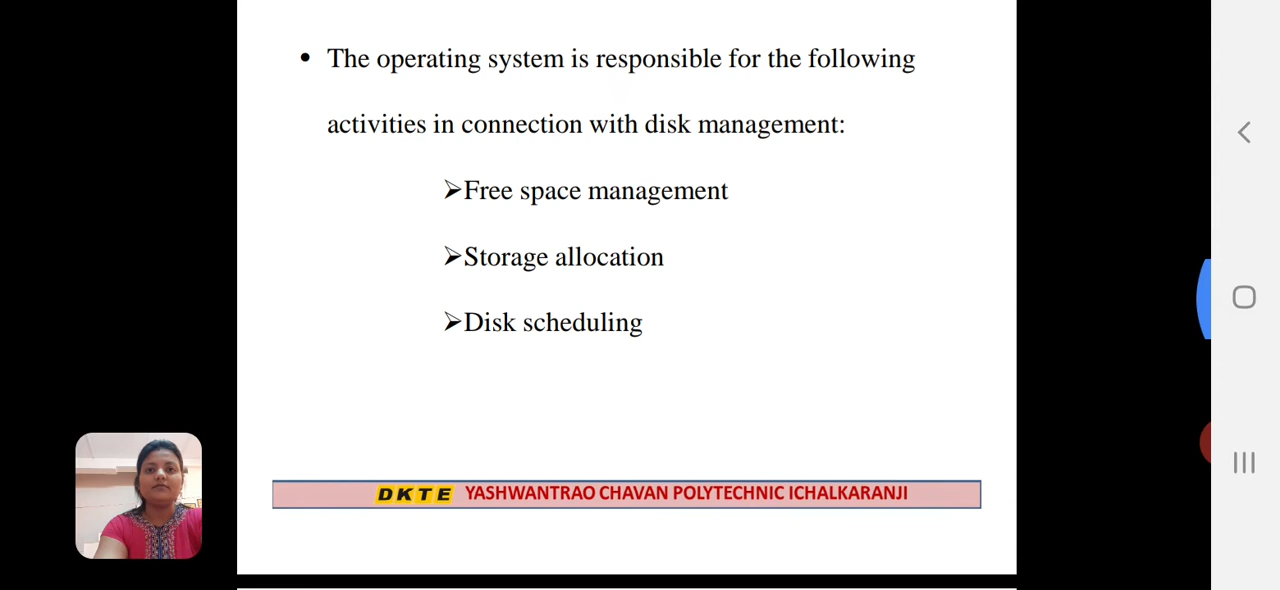 • The operating system is responsible for the following
activities in connection with disk management:
➢Free space management
➢Storage allocation
➢Disk scheduling
DKTE YASHWANTRAO CHAVAN POLYTECHNIC ICHALKARANJI